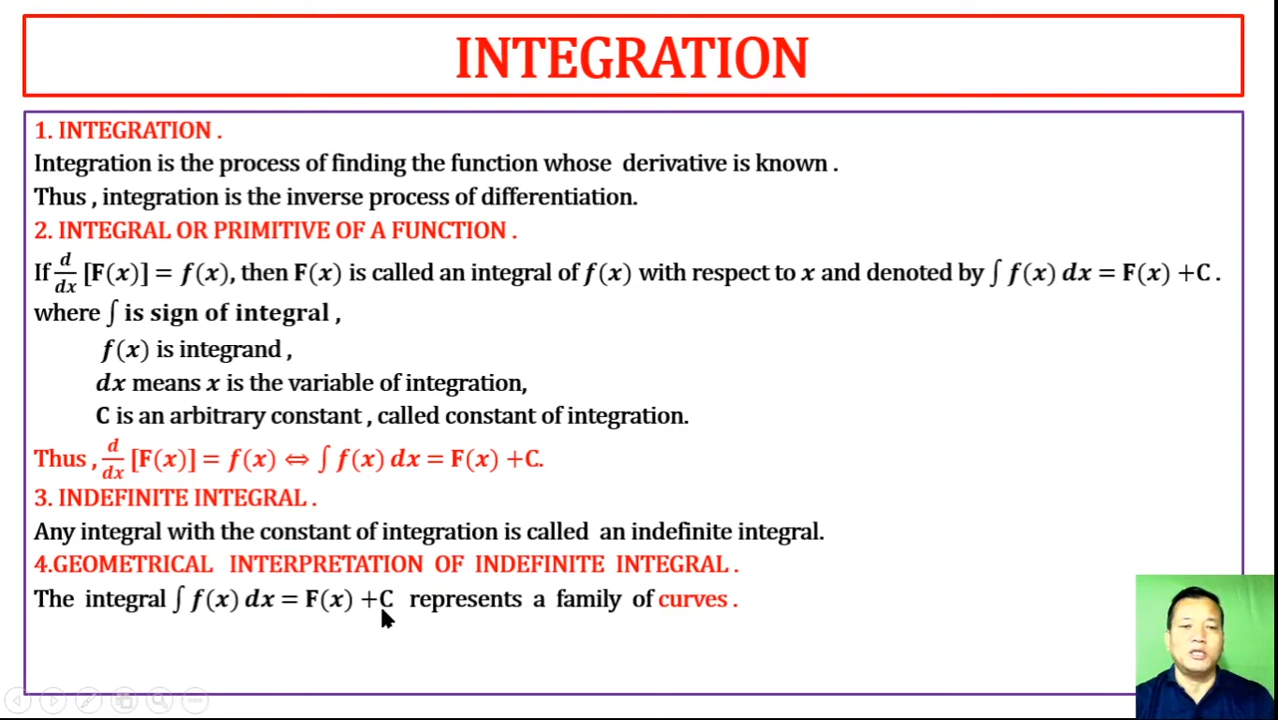 INTEGRATION
1. INTEGRATION .
Integration is the process of finding the function whose derivative is known .
Thus , integration is the inverse process of differentiation.
2. INTEGRAL OR PRIMITIVE OF A FUNCTION .
If d/dx [F(x)] = f(x), then F(x) is called an integral of f(x) with respect to x and denoted by ∫ f(x) dx = F(x) +C .
where ∫ is sign of integral ,
f(x) is integrand ,
dx means x is the variable of integration,
C is an arbitrary constant , called constant of integration.
Thus , d/dx [F(x)] = f(x) ⇔ ∫ f(x) dx = F(x) +C.
3. INDEFINITE INTEGRAL .
Any integral with the constant of integration is called an indefinite integral.
4.GEOMETRICAL INTERPRETATION OF INDEFINITE INTEGRAL .
The integral ∫ f(x) dx = F(x) +C represents a family of curves .